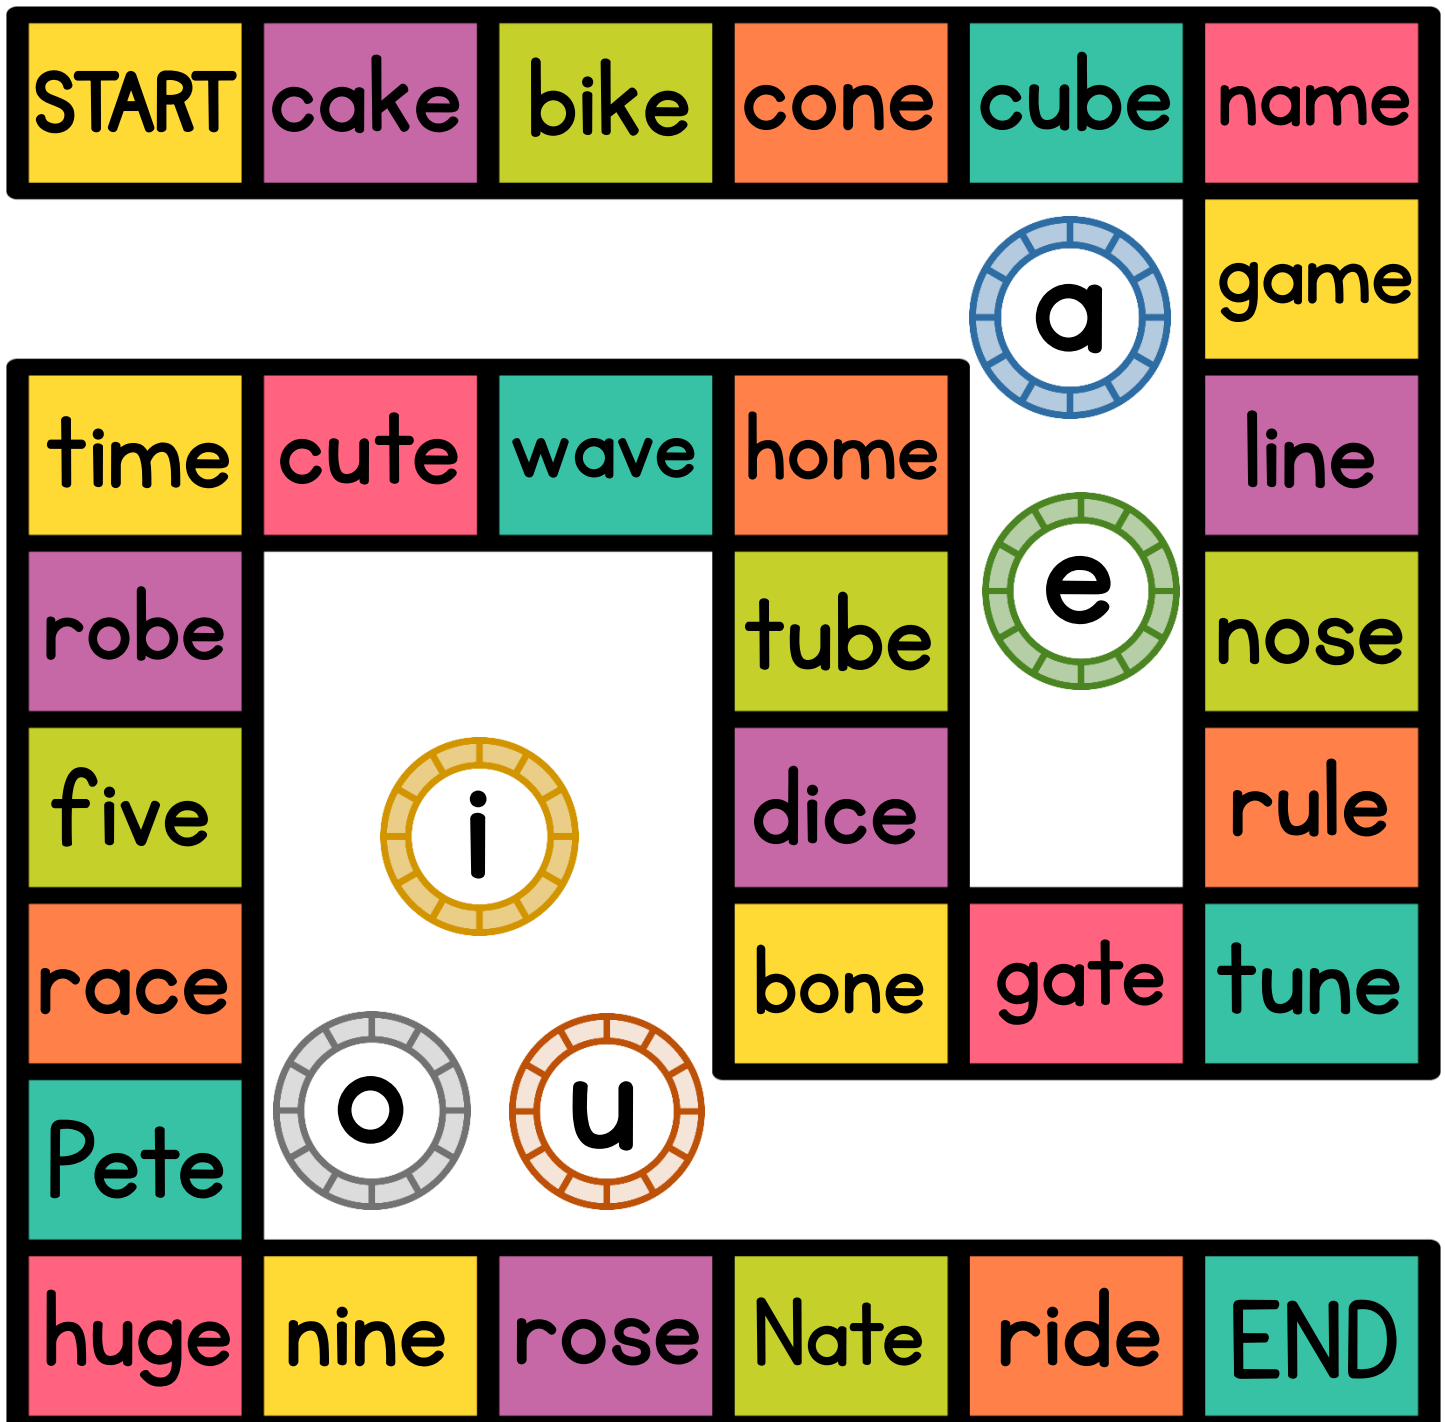 START cake bike cone cube name
a game
time cute wave home line
e
robe tube nose
five i dice rule
race bone gate tune
Pete o u
huge nine rose Nate ride END